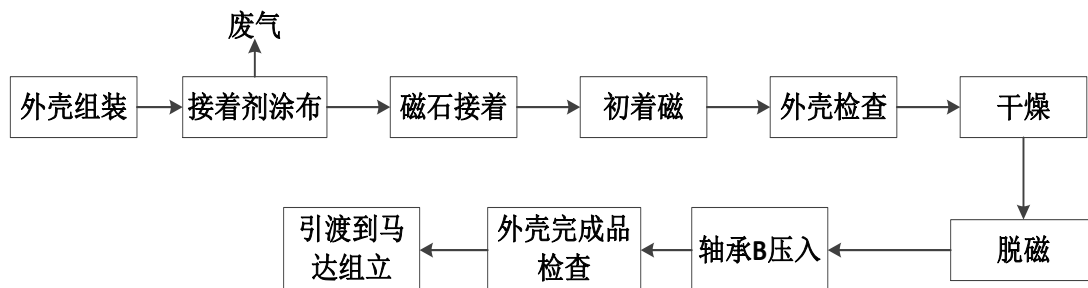 废气
外壳组装
接着剂涂布
磁石接着
初着磁
外壳检查
干燥
脱磁
轴承B压入
外壳完成品
检查
引渡到马
达组立